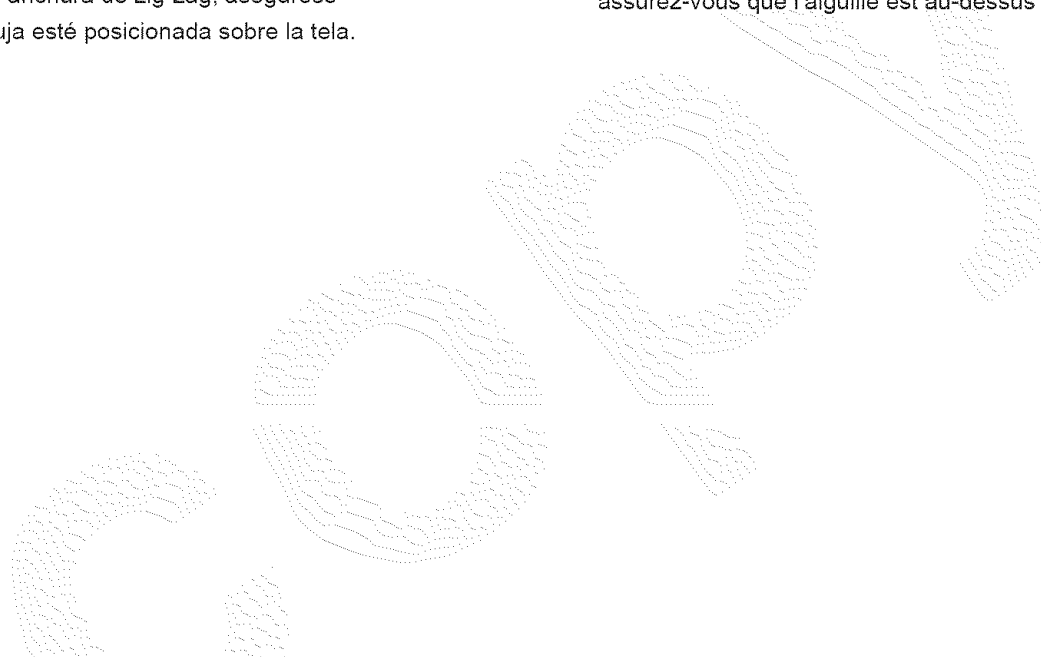 anchura de zig-zag, asegúrese
uja esté posicionada sobre la tela.
assurez-vous que l'aiguille est au-dessus
copy